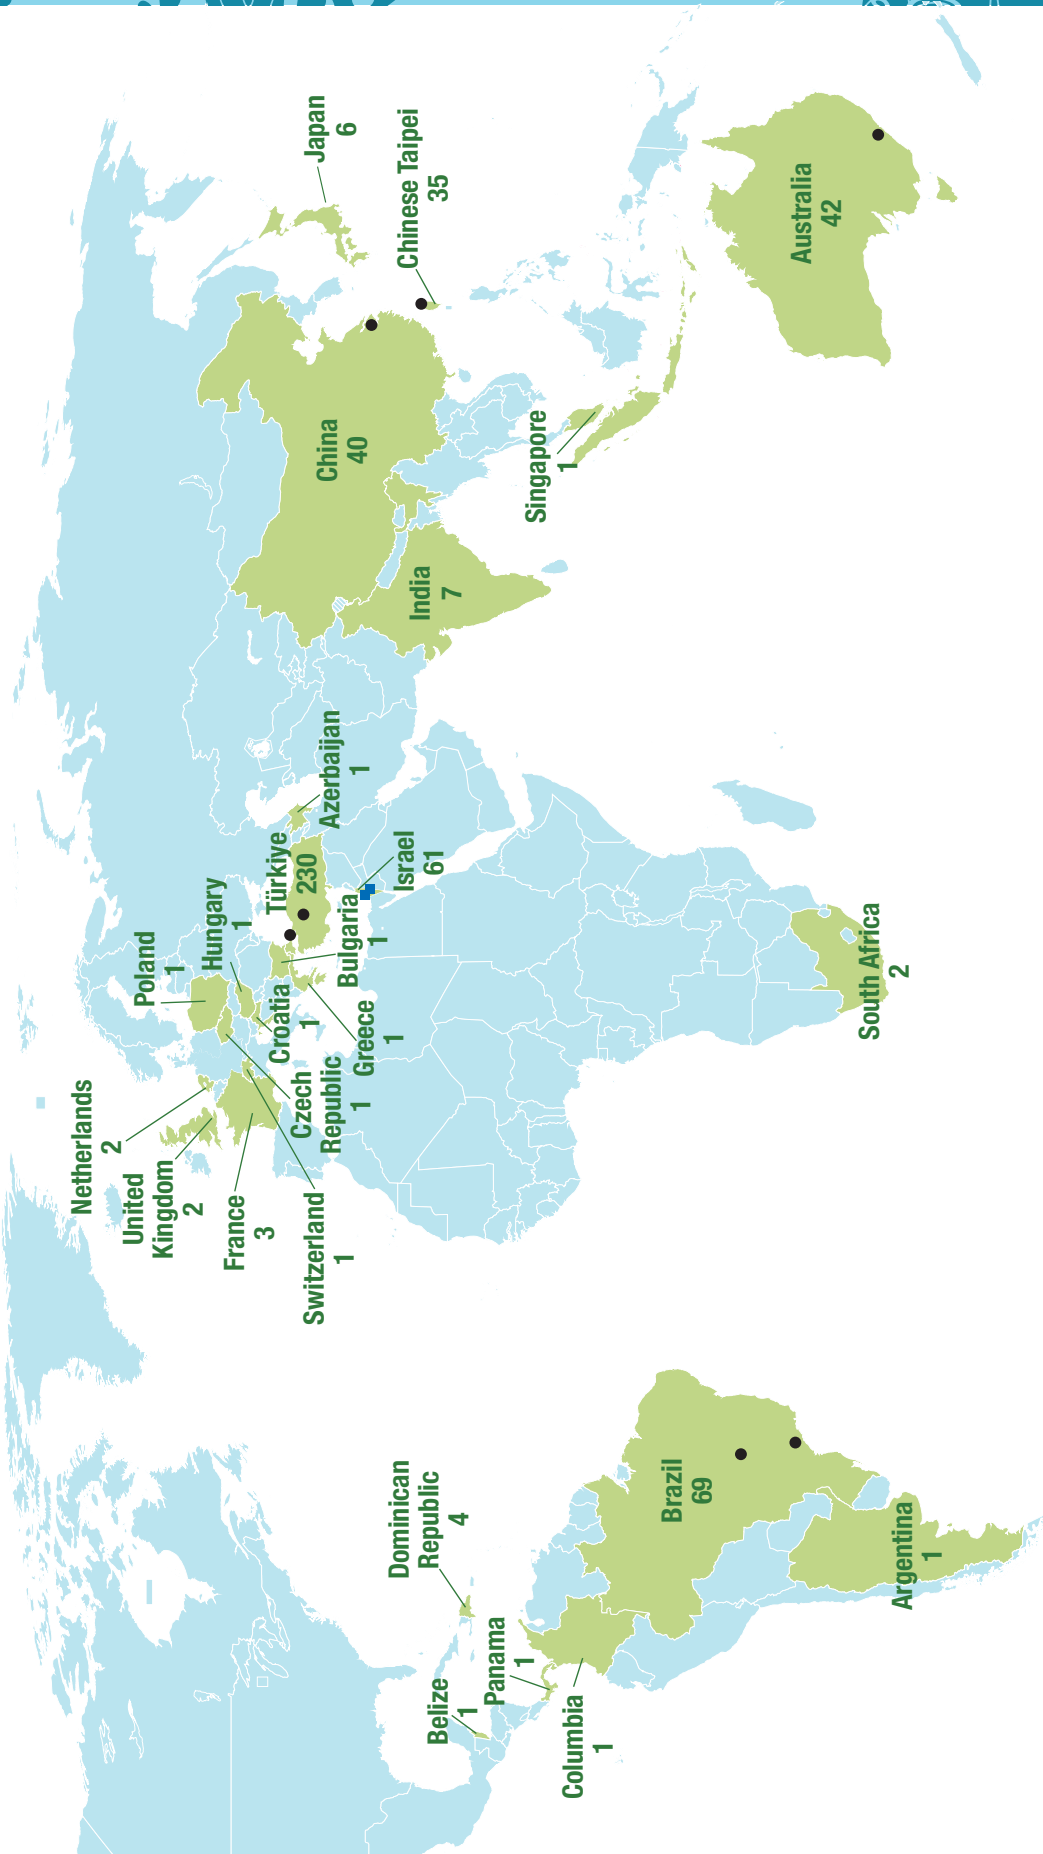 Netherlands
2
United
Kingdom
2
France
3
Switzerland
1
Czech
Republic
1
Poland
1
Hungary
1
Croatia
1
Greece
1
Bulgaria
1
Türkiye
230
Azerbaijan
1
Israel
61
China
40
India
7
Japan
6
Chinese Taipei
35
Singapore
1
Australia
42
South Africa
2
Dominican
Republic
4
Belize
1
Panama
1
Columbia
1
Brazil
69
Argentina
1